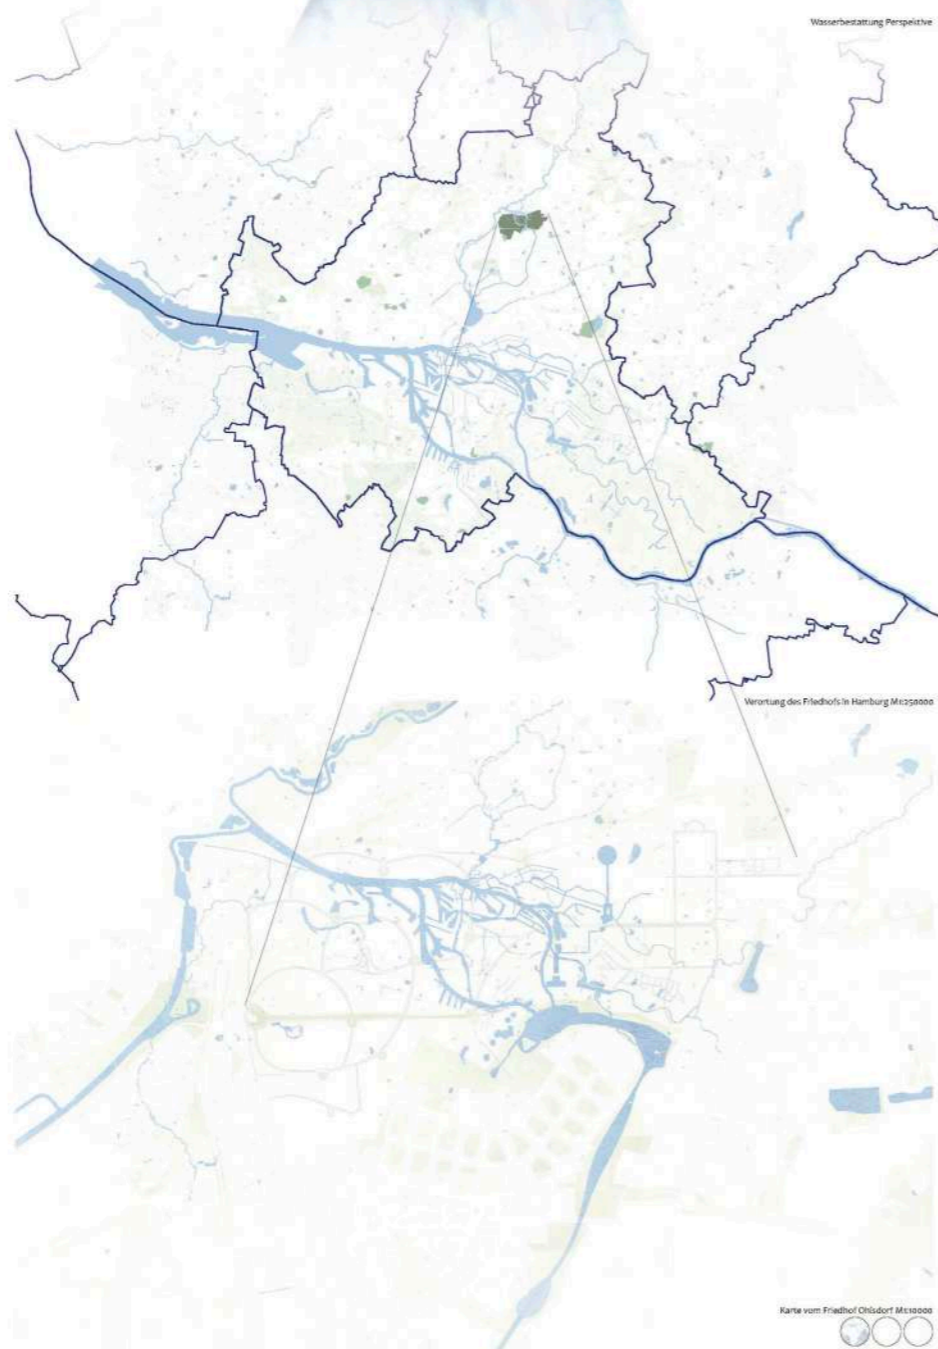 Wasserbestattung Perspektive
Verortung des Friedhofs in Hamburg M1:250000
Karte vom Friedhof Ohlsdorf M1:10000